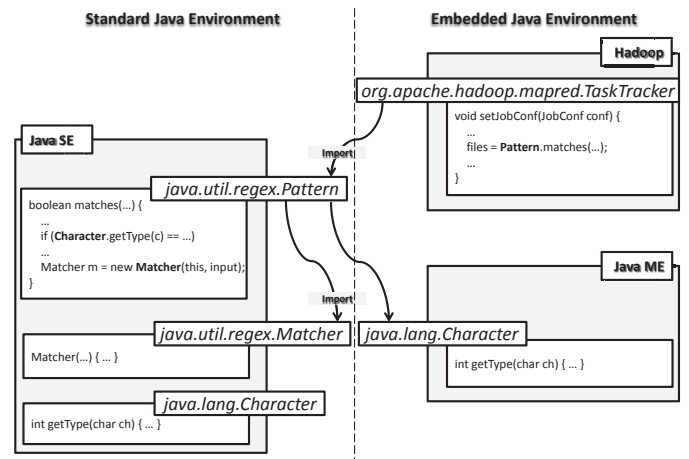 Standard Java Environment
Embedded Java Environment
Hadoop
org.apache.hadoop.mapred.TaskTracker
void setJobConf(JobConf conf) {
…
files = Pattern.matches(…);
…
}
Import
Java SE
java.util.regex.Pattern
boolean matches(…) {
…
if (Character.getType(c) == …)
…
Matcher m = new Matcher(this, input);
}
Import
Java ME
java.util.regex.Matcher
Matcher(…) { … }
java.lang.Character
int getType(char ch) { … }
java.lang.Character
int getType(char ch) { … }